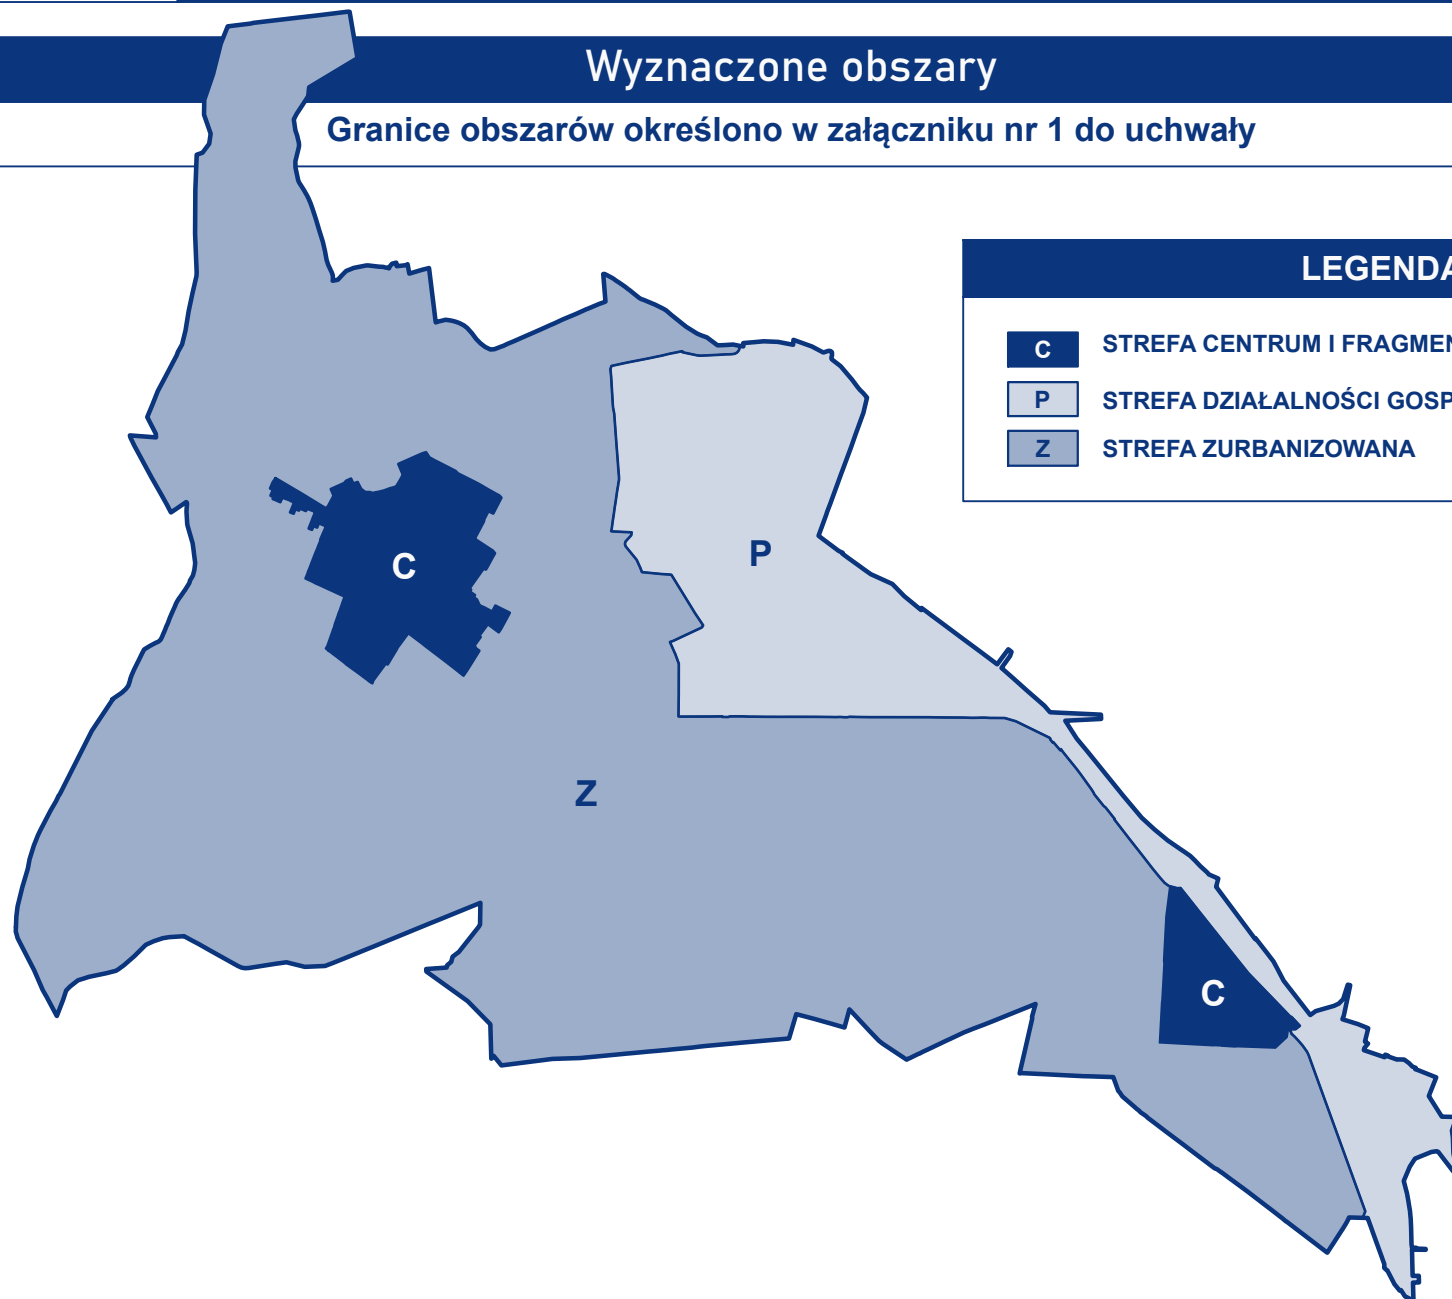 Wyznaczone obszary
Granice obszarów określono w załączniku nr 1 do uchwały
LEGENDA
C STREFA CENTRUM I FRAGMEN
P STREFA DZIAŁALNOŚCI GOSP
Z STREFA ZURBANIZOWANA
P
C
Z
C